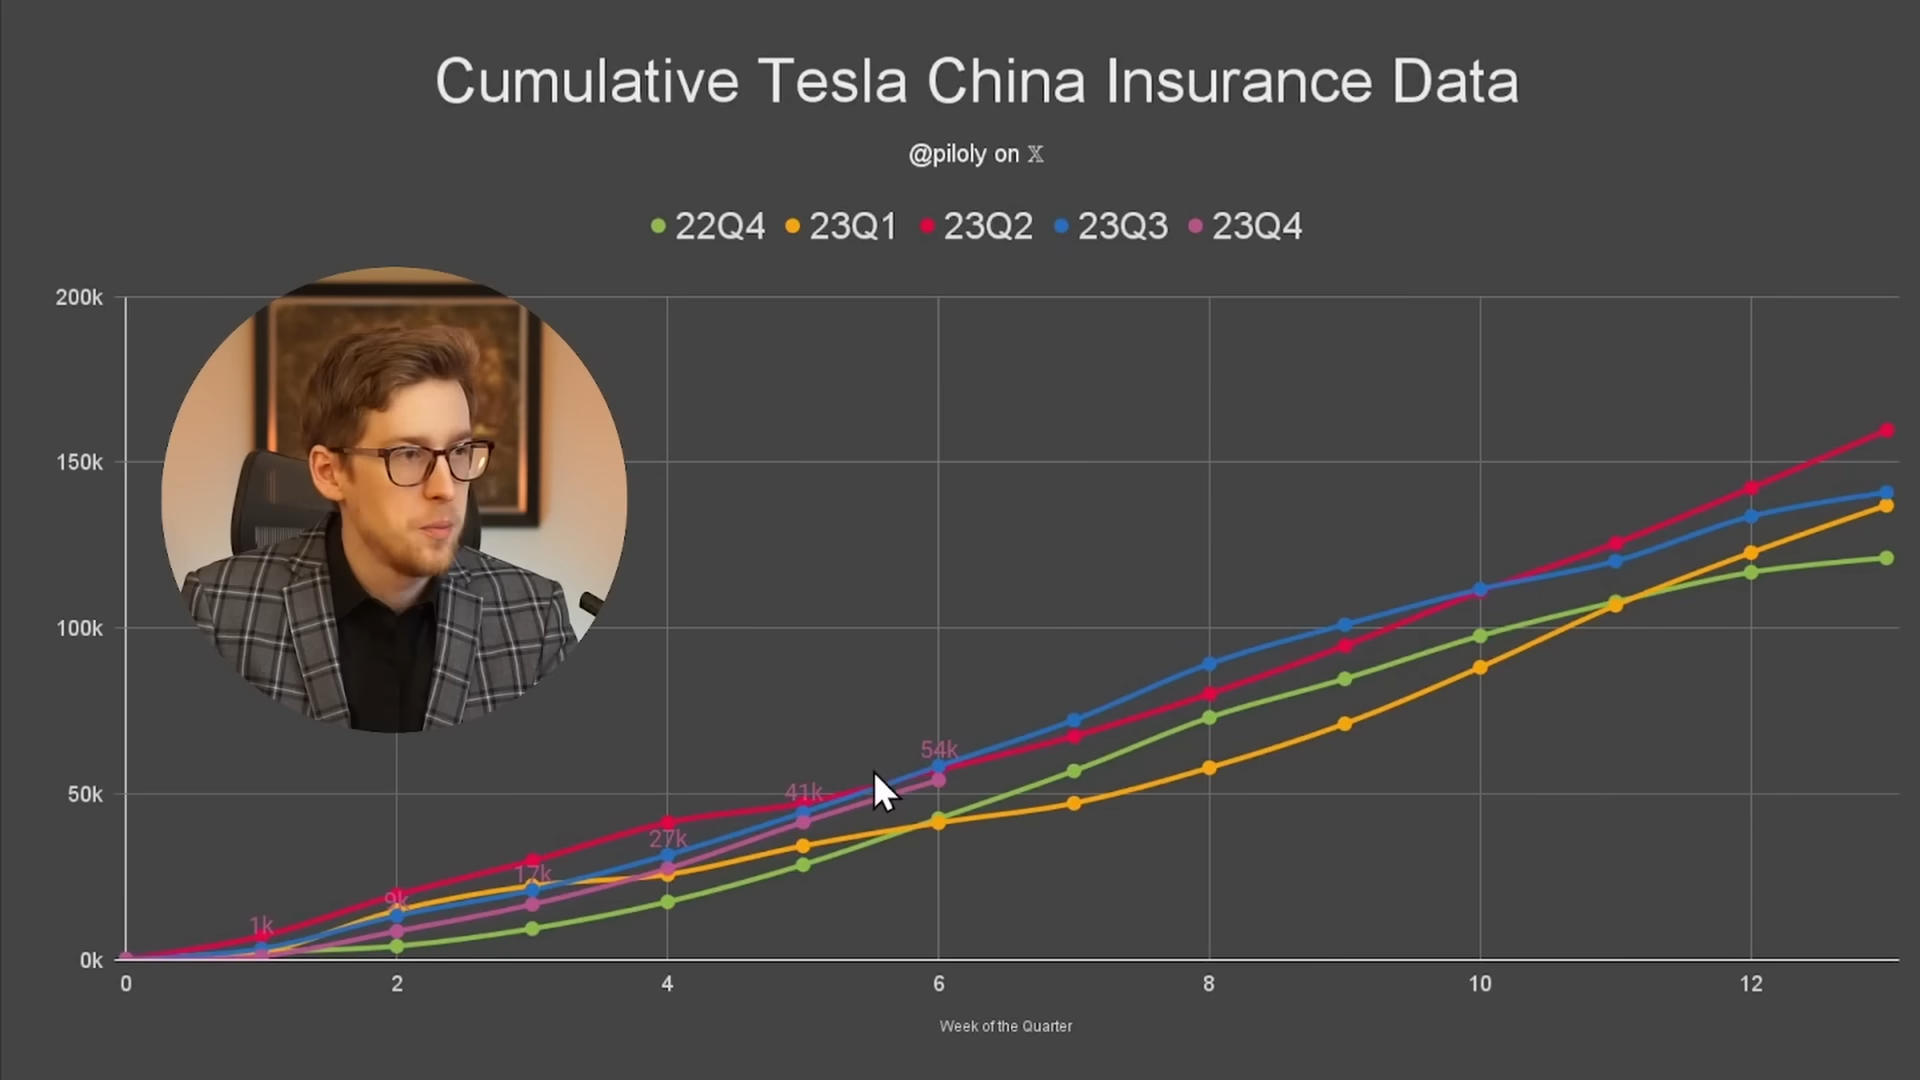 Cumulative Tesla China Insurance Data
@piloly on 𝕏
22Q4 23Q1 23Q2 23Q3 23Q4
200k
150k
100k
50k
0k
1k
9k
17k
27k
41k
54k
0 2 4 6 8 10 12
Week of the Quarter